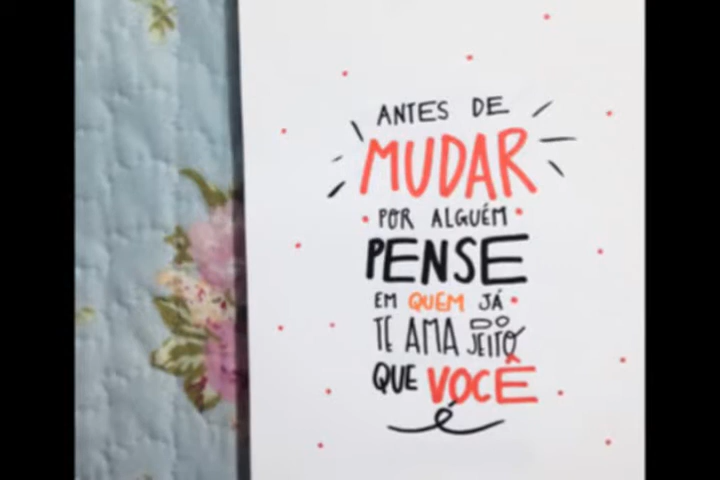 ANTES DE
MUDAR
POR ALGUÉM
PENSE
EM QUEM JÁ
TE AMA DO JEITO
QUE VOCÊ
É